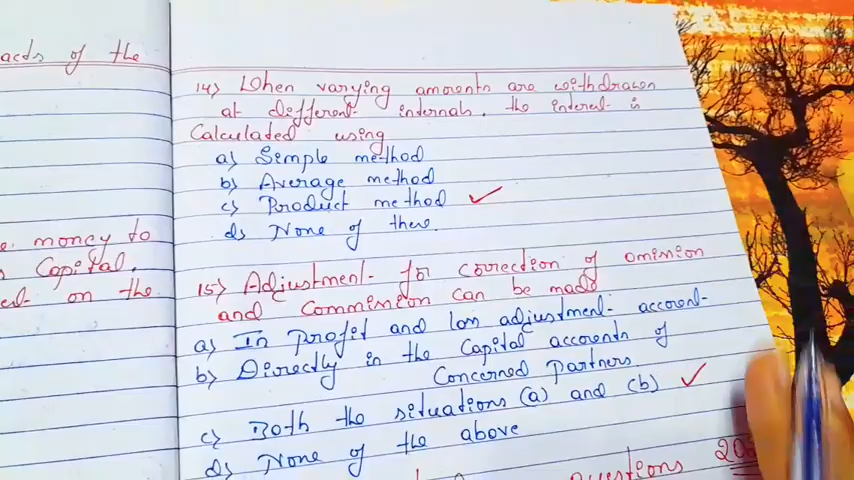 acts of the
e money to
s Capital.
on the
14) When varying amounts are withdrawn
at different intervals, the interest is
Calculated using
a) Simple method
b) Average method
c) Product method ✓
d) None of there.
15) Adjustment for correction of omission
and Commission can be made
a) In Profit and loss adjustment account
b) Directly in the Capital accounts of
Concerned Partners
c) Both the situations (a) and (b) ✓
d) None of the above
Questions